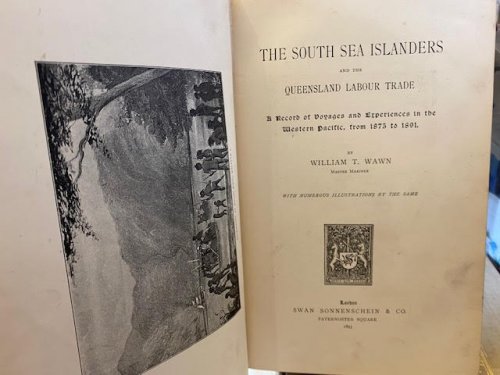 THE SOUTH SEA ISLANDERS
AND THE
QUEENSLAND LABOUR TRADE
A Record of Voyages and Experiences in the
Western Pacific, from 1875 to 1891.
BY
WILLIAM T. WAWN
MASTER MARINER
WITH NUMEROUS ILLUSTRATIONS BY THE SAME
London
SWAN SONNENSCHEIN & CO.
PATERNOSTER SQUARE
1893